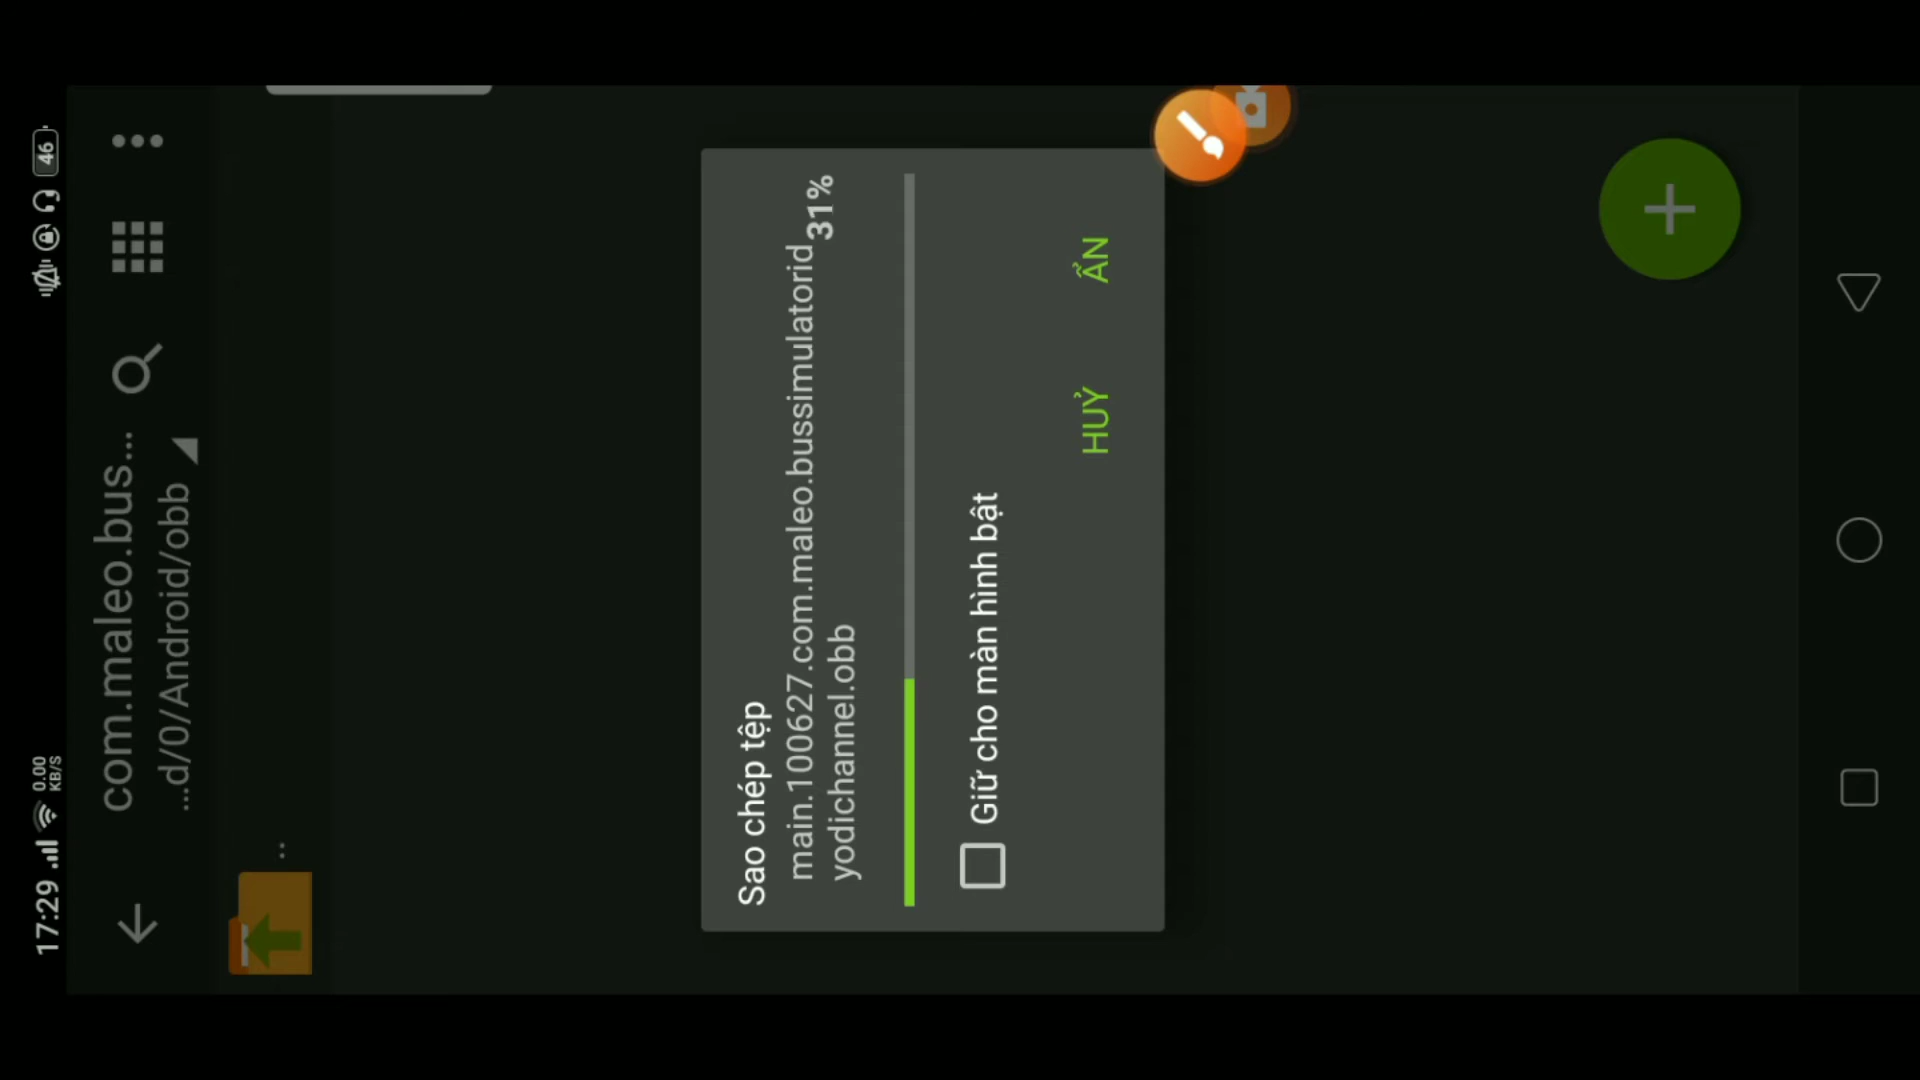 17:29
0.00
KB/S
46
com.maleo.bus...
...d/0/Android/obb
..
Sao chép tệp
main.100627.com.maleo.bussimulatorid
yodichannel.obb
31%
Giữ cho màn hình bật
HUỶ
ẨN